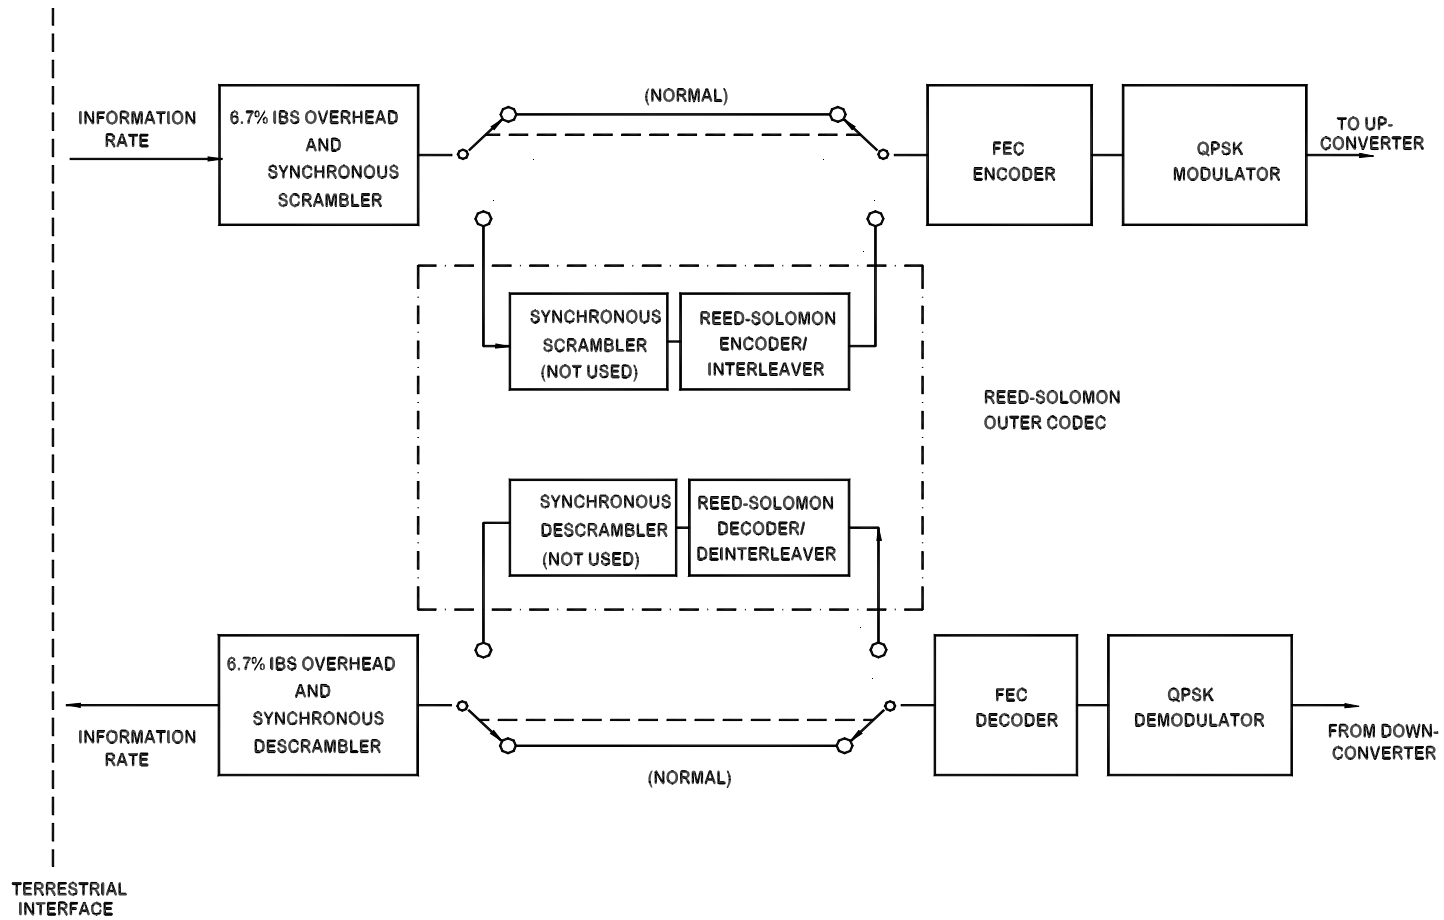 INFORMATION
RATE
6.7% IBS OVERHEAD
AND
SYNCHRONOUS
SCRAMBLER
(NORMAL)
FEC
ENCODER
QPSK
MODULATOR
TO UP-
CONVERTER
SYNCHRONOUS
SCRAMBLER
(NOT USED)
REED-SOLOMON
ENCODER/
INTERLEAVER
REED-SOLOMON
OUTER CODEC
SYNCHRONOUS
DESCRAMBLER
(NOT USED)
REED-SOLOMON
DECODER/
DEINTERLEAVER
6.7% IBS OVERHEAD
AND
SYNCHRONOUS
DESCRAMBLER
INFORMATION
RATE
(NORMAL)
FEC
DECODER
QPSK
DEMODULATOR
FROM DOWN-
CONVERTER
TERRESTRIAL
INTERFACE